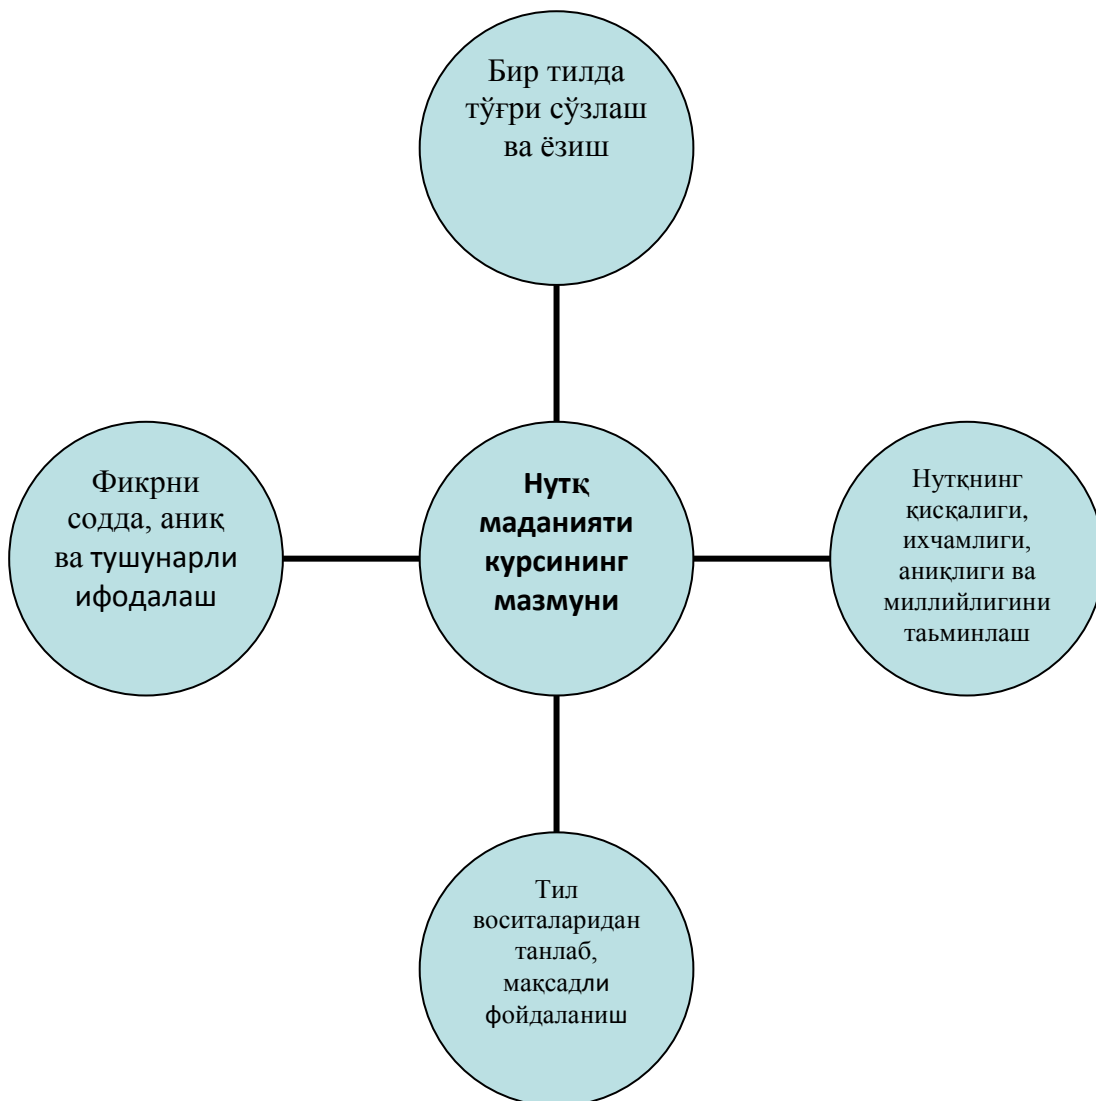 Бир тилда
тўғри сўзлаш
ва ёзиш
Фикрни
содда, аниқ
ва тушунарли
ифодалаш
Нутқ
маданияти
курсининг
мазмуни
Нутқнинг
қисқалиги,
ихчамлиги,
аниқлиги ва
миллийлигини
таьминлаш
Тил
воситаларидан
танлаб,
мақсадли
фойдаланиш